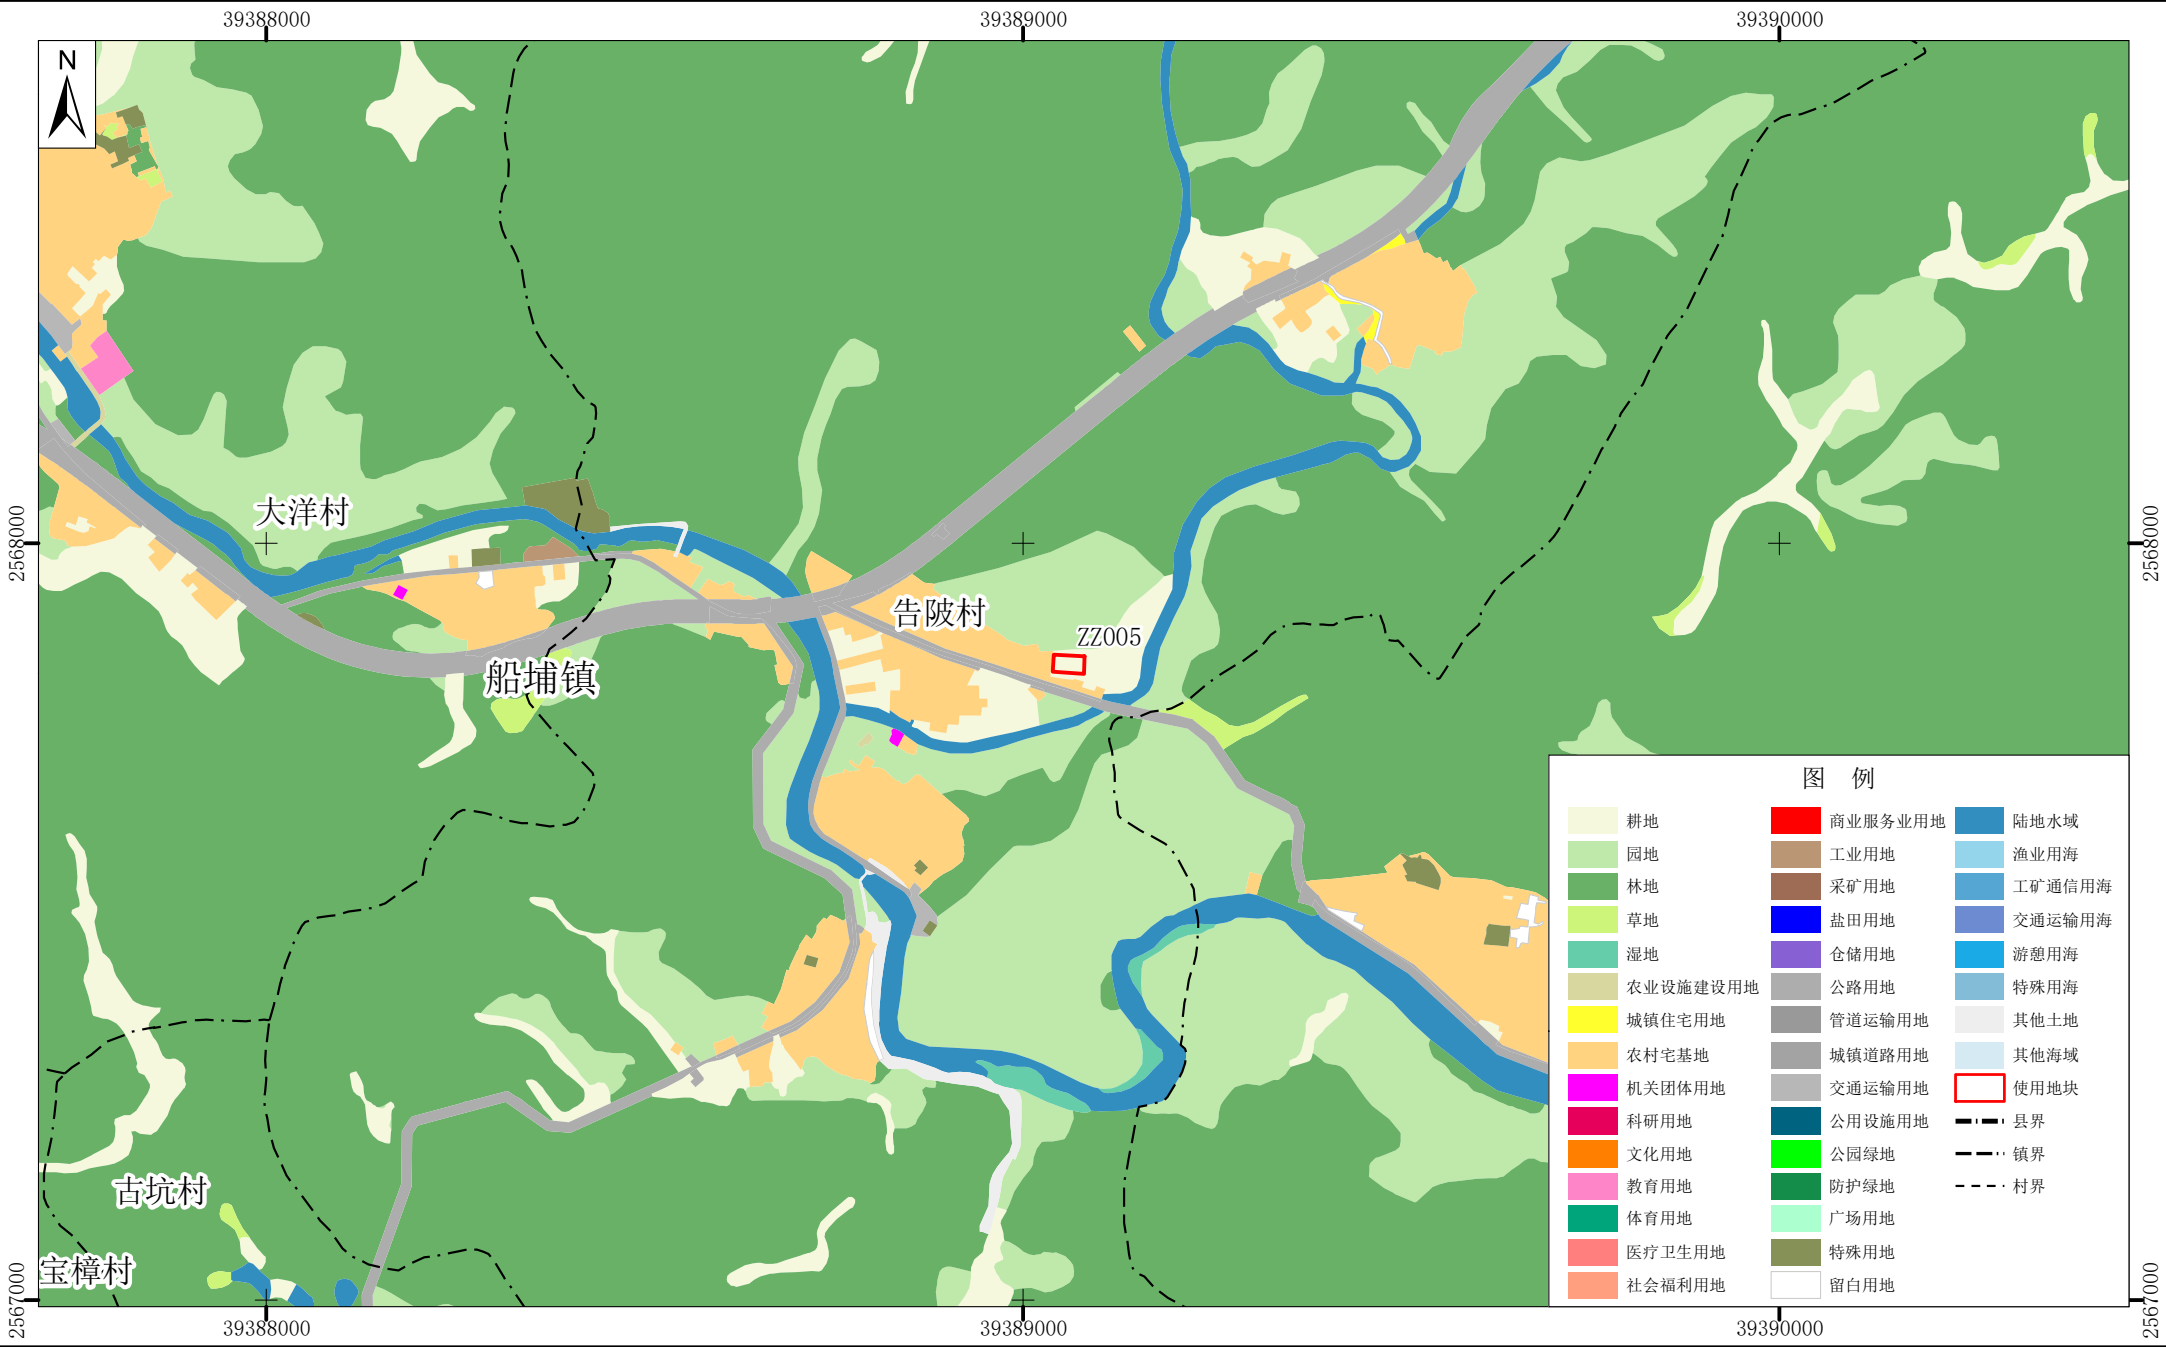 39388000
39389000
39390000
N
大洋村
2568000
2568000
告陂村
ZZ005
船埔镇
图 例
耕地
商业服务业用地
陆地水域
园地
工业用地
渔业用海
林地
采矿用地
工矿通信用海
草地
盐田用地
交通运输用海
湿地
仓储用地
游憩用海
农业设施建设用地
公路用地
特殊用海
城镇住宅用地
管道运输用地
其他土地
农村宅基地
城镇道路用地
其他海域
机关团体用地
交通运输用地
使用地块
科研用地
公用设施用地
县界
文化用地
公园绿地
镇界
教育用地
防护绿地
村界
体育用地
广场用地
医疗卫生用地
特殊用地
社会福利用地
留白用地
古坑村
宝樟村
2567000
2567000
39388000
39389000
39390000